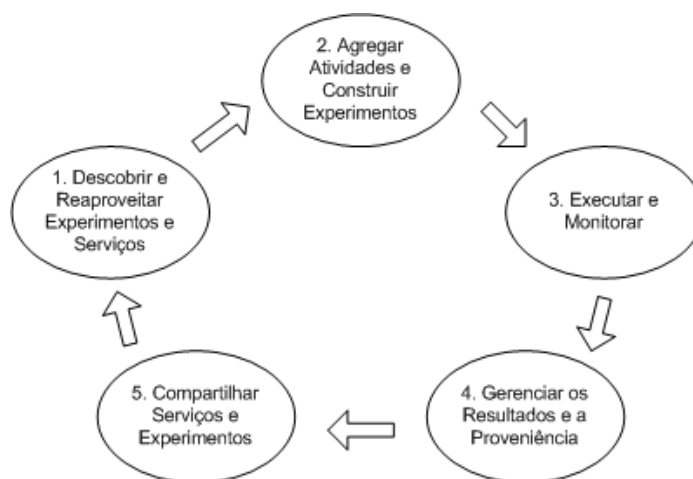 2. Agregar
Atividades e
Construir
Experimentos
1. Descobrir e
Reaproveitar
Experimentos e
Serviços
3. Executar e
Monitorar
5. Compartilhar
Serviços e
Experimentos
4. Gerenciar os
Resultados e a
Proveniência